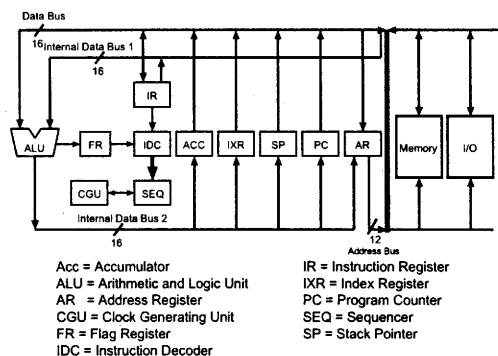 Data Bus
16
Internal Data Bus 1
16
IR
ALU
FR
IDC
ACC
IXR
SP
PC
AR
Memory
I/O
CGU
SEQ
Internal Data Bus 2
16
12
Address Bus
Acc = Accumulator
ALU = Arithmetic and Logic Unit
AR = Address Register
CGU = Clock Generating Unit
FR = Flag Register
IDC = Instruction Decoder
IR = Instruction Register
IXR = Index Register
PC = Program Counter
SEQ = Sequencer
SP = Stack Pointer